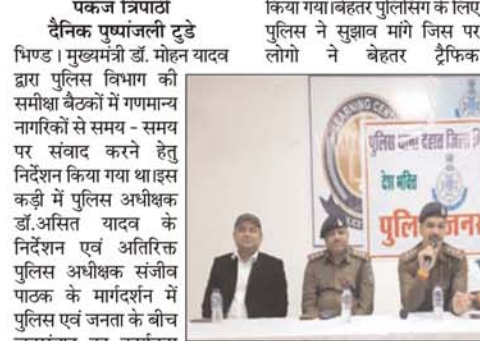 पंकज त्रिपाठी
दैनिक पुष्पांजली टुडे
भिण्ड। मुख्यमंत्री डॉ. मोहन यादव
द्वारा पुलिस विभाग की
समीक्षा बैठकों में गणमान्य
नागरिकों से समय - समय
पर संवाद करने हेतु
निर्देशन किया गया था।इस
कड़ी में पुलिस अधीक्षक
डॉ.असित यादव के
निर्देशन एवं अतिरिक्त
पुलिस अधीक्षक संजीव
पाठक के मार्गदर्शन में
पुलिस एवं जनता के बीच
किया गया।बेहतर पुलिसिंग के लिए
पुलिस ने सुझाव मांगे जिस पर
लोगो ने बेहतर ट्रैफिक
LEARNING
पुलिस थाना देहात
देश भक्ति